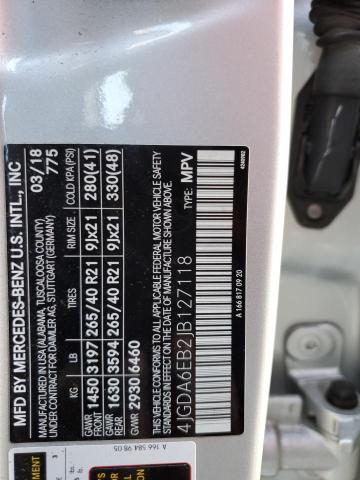 MFD BY MERCEDES-BENZ U.S. INTL., INC
MANUFACTURED IN USA (ALABAMA, TUSCALOOSA COUNTY)
FOR CONTRACTOR OF DAIMLER AG, STUTTGART (GERMANY)
03/18
775
KG LB RIM SIZE COLD KPA(PSI)
GAWR 1450 3197 265/40 R21 9Jx21 280(41)
FRONT
GAWR 1630 3594 265/40 R21 9Jx21 330(48)
REAR
GVWR 2930 6460
THIS VEHICLE CONFORMS TO ALL APPLICABLE FEDERAL MOTOR VEHICLE SAFETY
STANDARDS IN EFFECT ON THE DATE OF MANUFACTURE SHOWN ABOVE.
4JGDA6EB2JB127118
TYPE: MPV
A 166 817 09 20
A 166 584 98 05